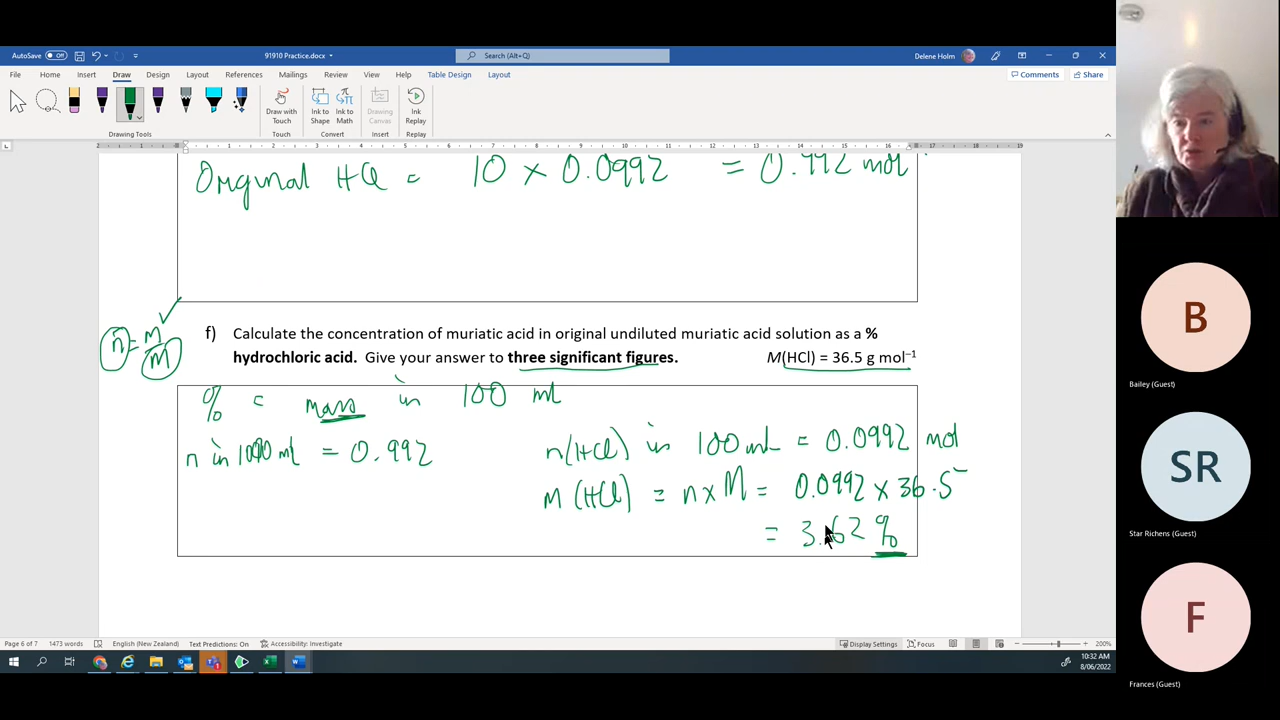 AutoSave Off
91910 Practice.docx
Search (Alt+Q)
Delene Holm
File Home Insert Draw Design Layout References Mailings Review View Help Table Design Layout
Comments Share
Draw with Touch
Ink to Shape
Ink to Math
Drawing Canvas
Ink Replay
Drawing Tools
Touch
Convert
Insert
Replay
Original HCl = 10 x 0.0992 = 0.992 mol
n = m/M
f) Calculate the concentration of muriatic acid in original undiluted muriatic acid solution as a %
hydrochloric acid. Give your answer to three significant figures. M(HCl) = 36.5 g mol⁻¹
% = mass in 100 ml
n in 1000 ml = 0.992
n(HCl) in 100 mL = 0.0992 mol
m(HCl) = n x M = 0.0992 x 36.5
= 3.62 %
Page 6 of 7 1473 words English (New Zealand) Text Predictions: On Accessibility: Investigate
Display Settings Focus 200%
10:32 AM
8/06/2022
B
Bailey (Guest)
SR
Star Richens (Guest)
F
Frances (Guest)